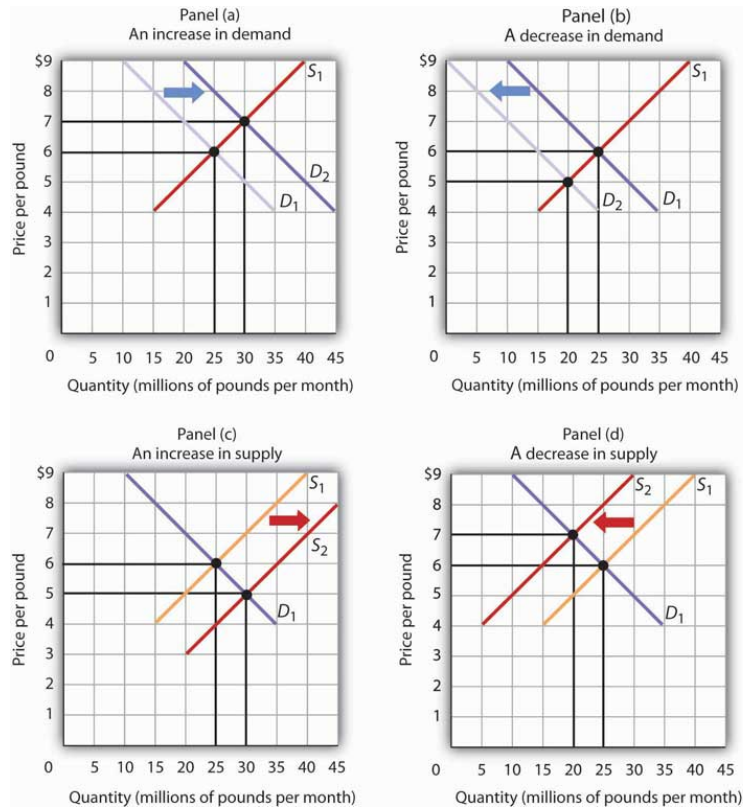 Panel (a)
An increase in demand
$9
8
7
6
5
4
3
2
1
0
Price per pound
S1
D2
D1
5 10 15 20 25 30 35 40 45
Quantity (millions of pounds per month)
Panel (b)
A decrease in demand
$9
8
7
6
5
4
3
2
1
0
Price per pound
S1
D2
D1
5 10 15 20 25 30 35 40 45
Quantity (millions of pounds per month)
Panel (c)
An increase in supply
$9
8
7
6
5
4
3
2
1
0
Price per pound
S1
S2
D1
5 10 15 20 25 30 35 40 45
Quantity (millions of pounds per month)
Panel (d)
A decrease in supply
$9
8
7
6
5
4
3
2
1
0
Price per pound
S2
S1
D1
5 10 15 20 25 30 35 40 45
Quantity (millions of pounds per month)